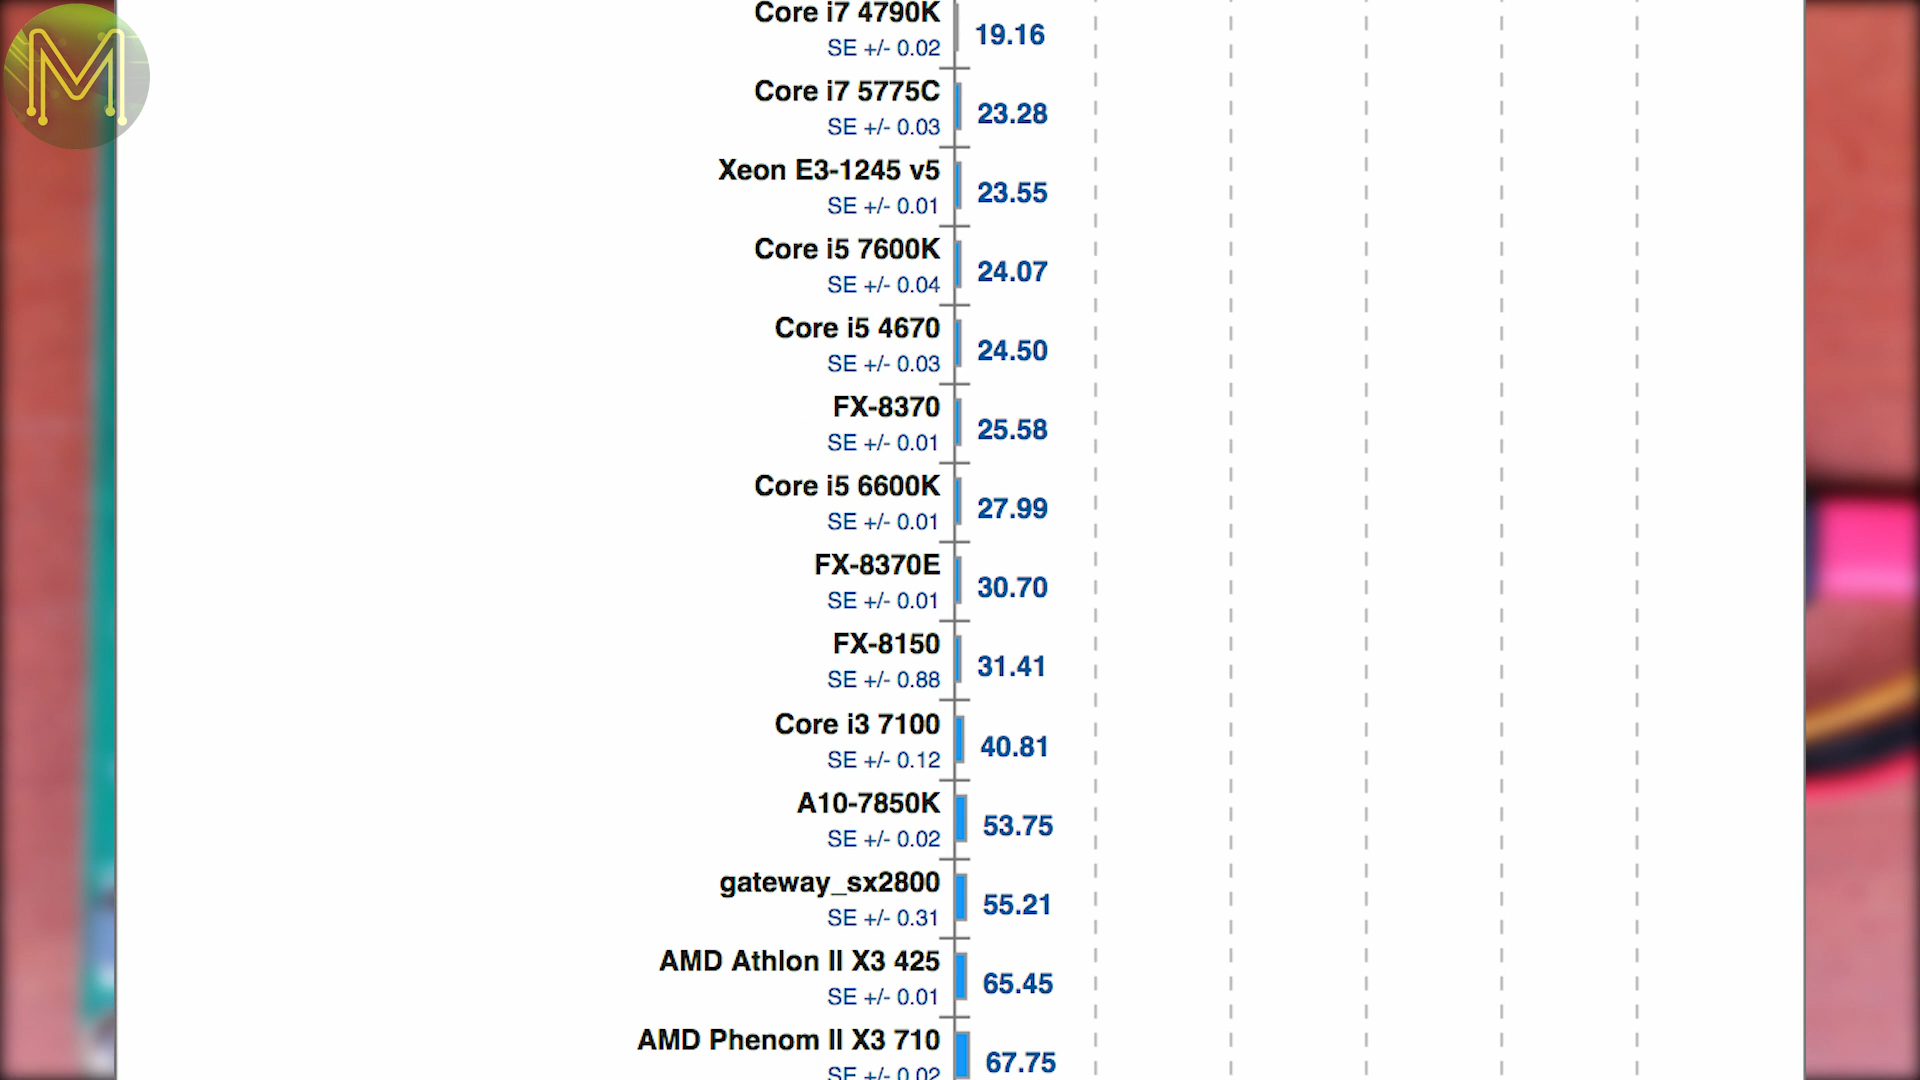 M
Core i7 4790K
SE +/- 0.02
19.16
Core i7 5775C
SE +/- 0.03
23.28
Xeon E3-1245 v5
SE +/- 0.01
23.55
Core i5 7600K
SE +/- 0.04
24.07
Core i5 4670
SE +/- 0.03
24.50
FX-8370
SE +/- 0.01
25.58
Core i5 6600K
SE +/- 0.01
27.99
FX-8370E
SE +/- 0.01
30.70
FX-8150
SE +/- 0.88
31.41
Core i3 7100
SE +/- 0.12
40.81
A10-7850K
SE +/- 0.02
53.75
gateway_sx2800
SE +/- 0.31
55.21
AMD Athlon II X3 425
SE +/- 0.01
65.45
AMD Phenom II X3 710
SE +/- 0.02
67.75